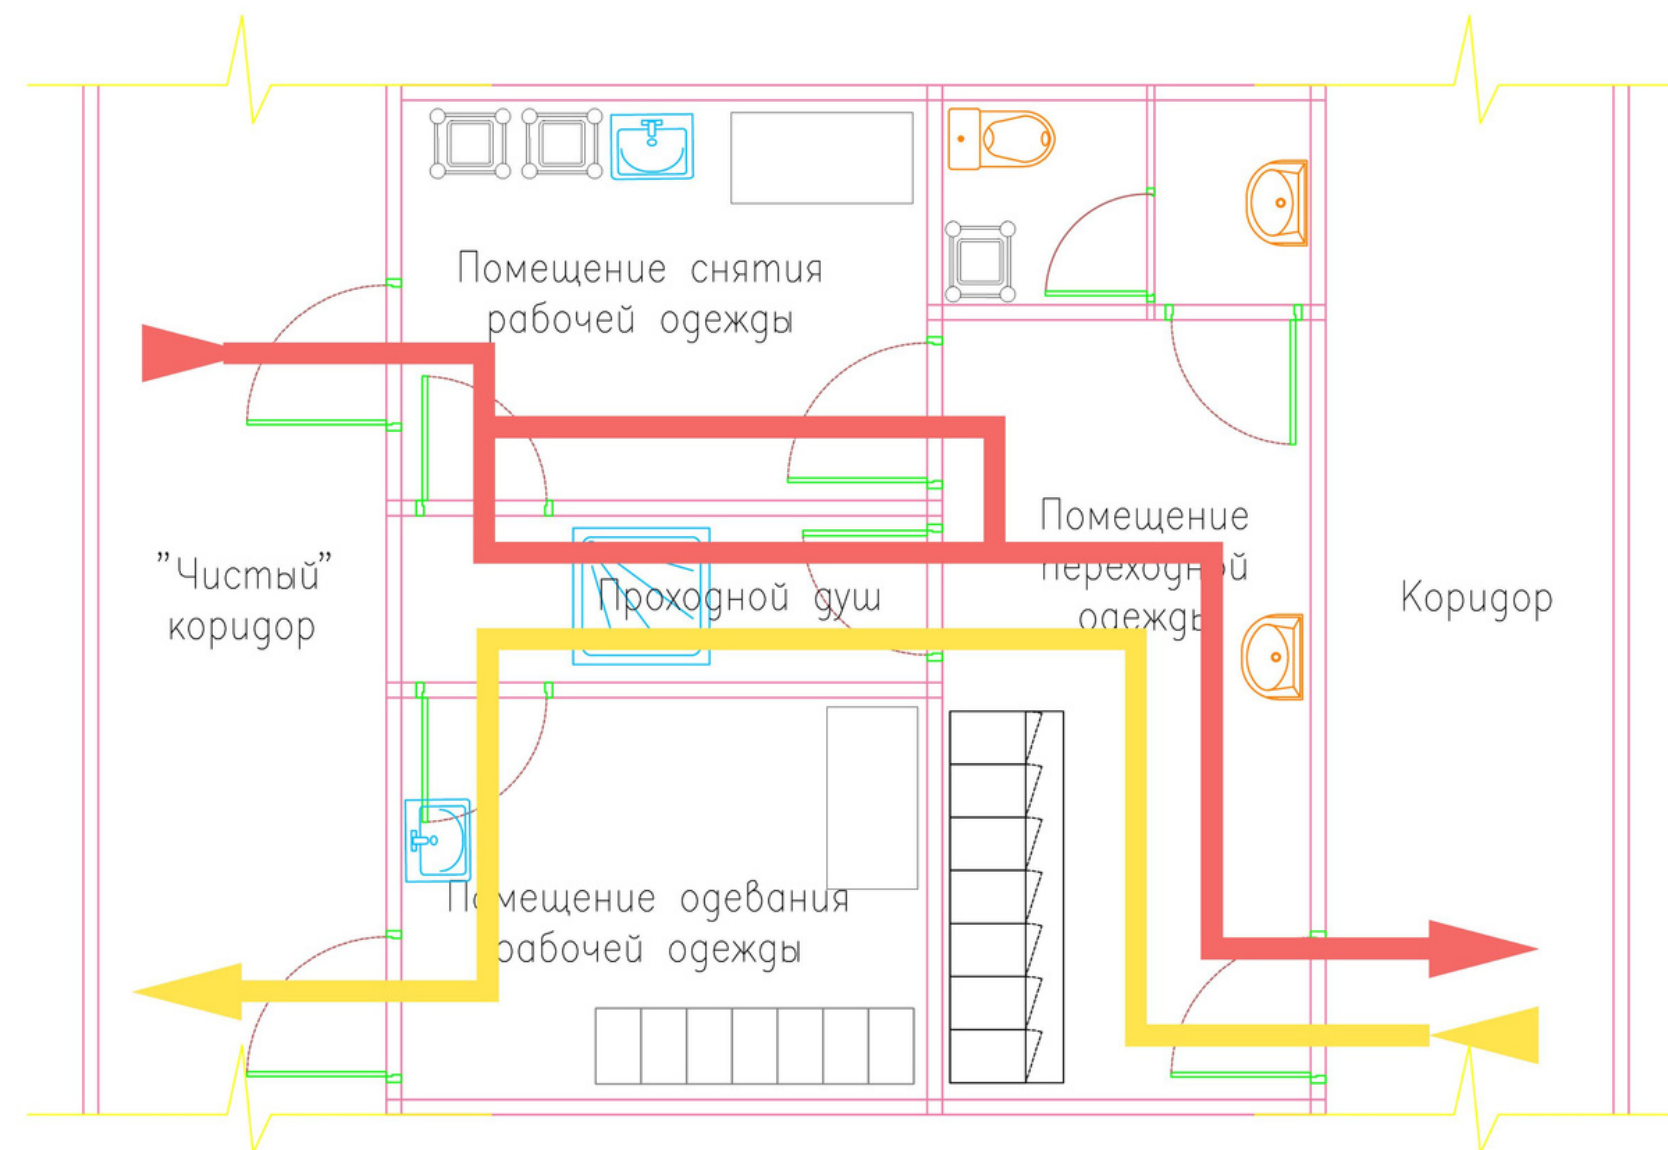 Помещение снятия
рабочей одежды
"Чистый"
коридор
Проходной душ
Помещение
переходной
одежды
Коридор
Помещение одевания
рабочей одежды